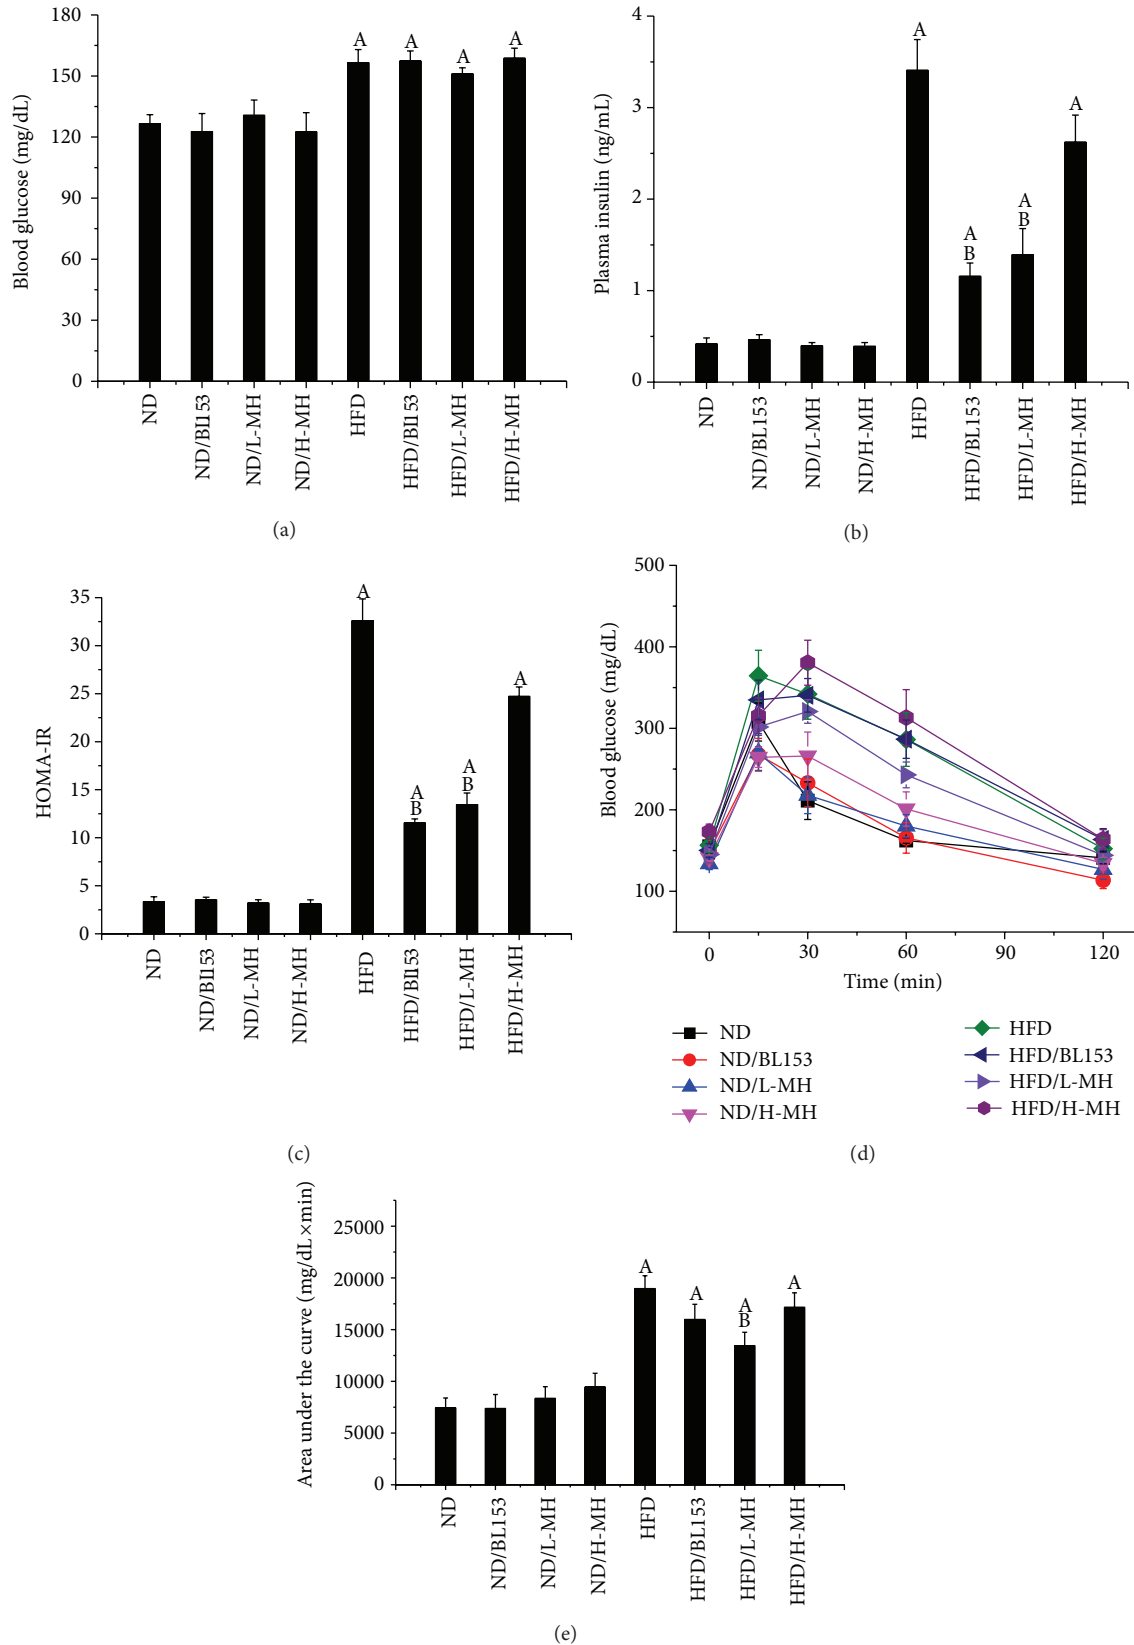 180
150
120
90
60
30
0
Blood glucose (mg/dL)
A
A
A
A
ND
ND/Bl153
ND/L-MH
ND/H-MH
HFD
HFD/Bl153
HFD/L-MH
HFD/H-MH
(a)
4
3
2
1
0
Plasma insulin (ng/mL)
A
A
B
A
B
A
ND
ND/BL153
ND/L-MH
ND/H-MH
HFD
HFD/BL153
HFD/L-MH
HFD/H-MH
(b)
35
30
25
20
15
10
5
0
HOMA-IR
A
A
B
A
B
A
ND
ND/Bl153
ND/L-MH
ND/H-MH
HFD
HFD/Bl153
HFD/L-MH
HFD/H-MH
(c)
500
400
300
200
100
Blood glucose (mg/dL)
0 30 60 90 120
Time (min)
ND
ND/BL153
ND/L-MH
ND/H-MH
HFD
HFD/BL153
HFD/L-MH
HFD/H-MH
(d)
25000
20000
15000
10000
5000
0
Area under the curve (mg/dL×min)
A
A
A
B
A
ND
ND/BL153
ND/L-MH
ND/H-MH
HFD
HFD/BL153
HFD/L-MH
HFD/H-MH
(e)